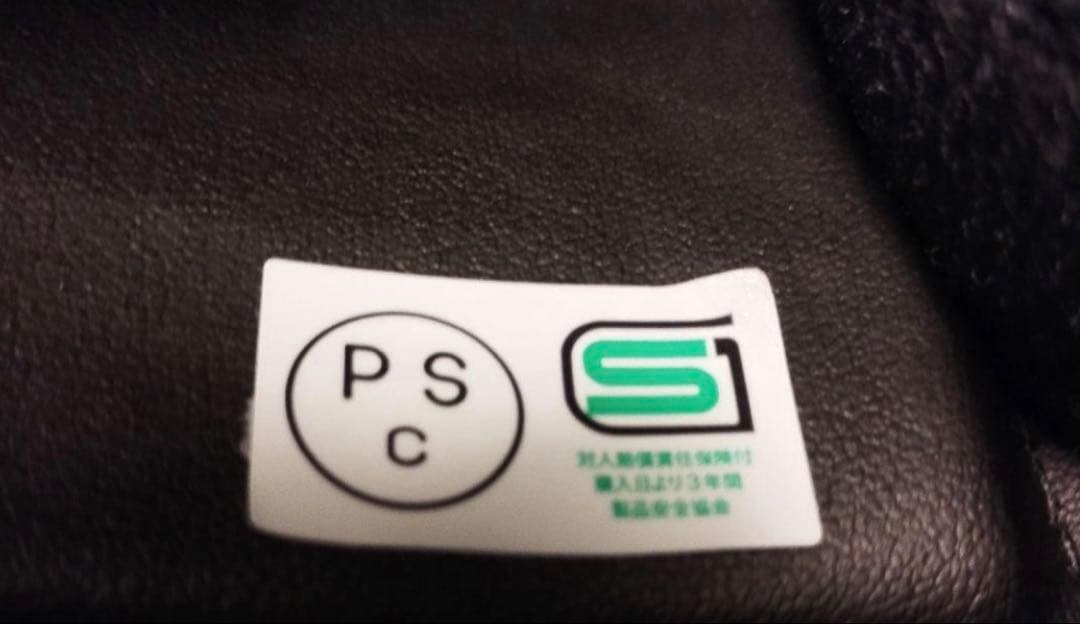 P S
C
SG
対人賠償責任保険付
購入日より3年間
製品安全協会